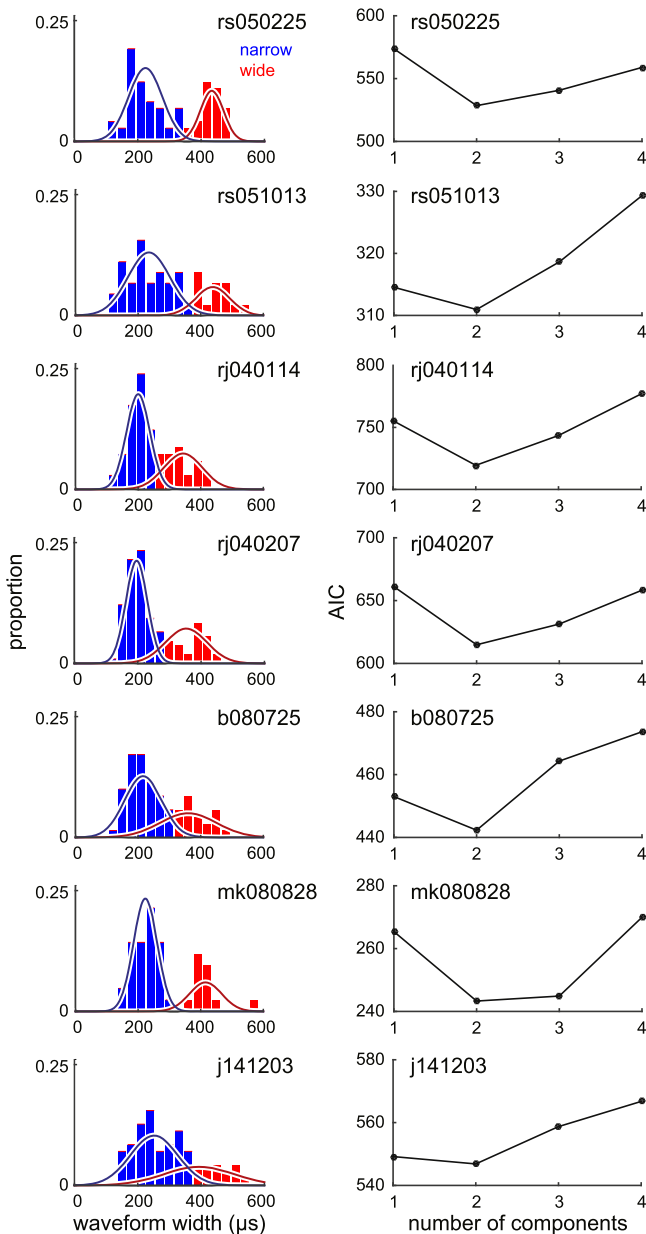 rs050225
narrow
wide
0.25
0
0 200 400 600
600
550
500
rs050225
1 2 3 4
rs051013
0.25
0
0 200 400 600
330
320
310
rs051013
1 2 3 4
rj040114
0.25
0
0 200 400 600
800
750
700
rj040114
1 2 3 4
rj040207
0.25
0
0 200 400 600
proportion
700
650
600
rj040207
1 2 3 4
AIC
b080725
0.25
0
0 200 400 600
480
460
440
b080725
1 2 3 4
mk080828
0.25
0
0 200 400 600
280
260
240
mk080828
1 2 3 4
j141203
0.25
0
0 200 400 600
waveform width (µs)
580
560
540
j141203
1 2 3 4
number of components